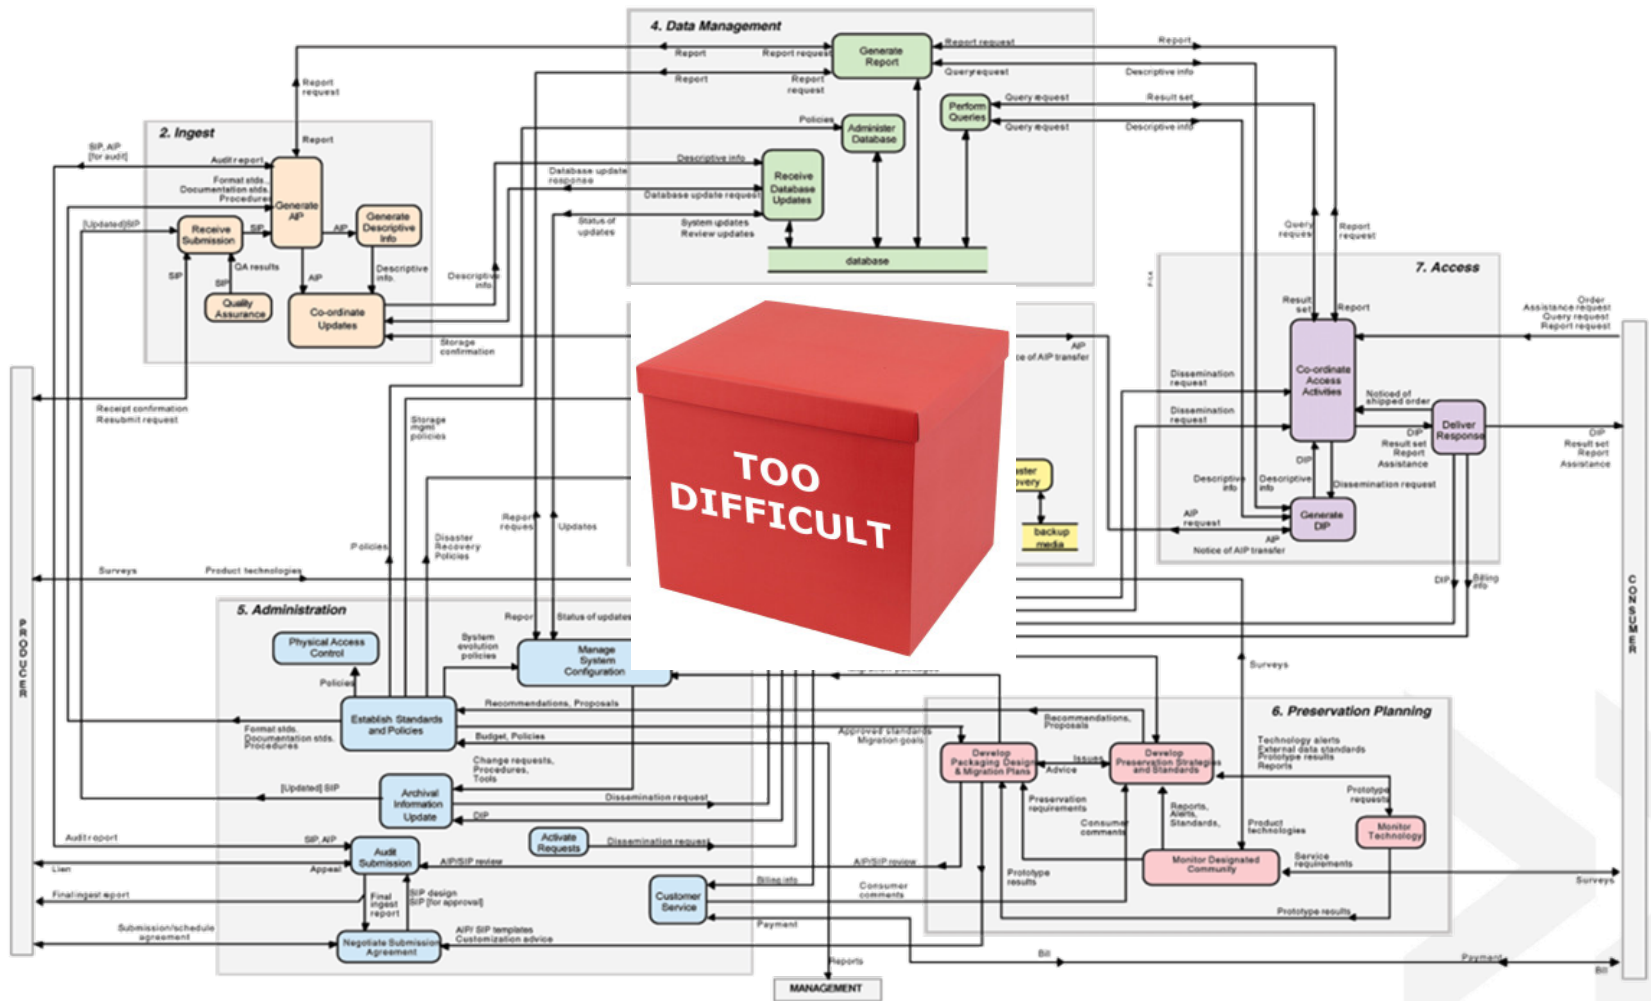 4. Data Management
Report
Report request
Generate
Report
Report request
Report
Report
Report
request
Queryrequest
Descriptive info
Report
request
Perform
Queries
Query request
Result set
Query request
Descriptive info
Policies
Administer
Database
Descriptive info
Database update
response
Database update request
Receive
Database
Updates
Status of
updates
System updates
Review updates
database
2. Ingest
Report
SIP, AIP
[for audit]
Audit report
Format stds.,
Documentation stds.
Procedures
Generate
AIP
[Updated]SIP
Receive
Submission
SIP
AIP
Generate
Descriptive
Info
SIP
QA results
SIP
AIP
Descriptive
info.
Descriptive
info.
Quality
Assurance
Co-ordinate
Updates
Storage
confirmation
Receipt confirmation
Resubmit request
Storage
mgmt
policies
AIP
ce of AIP transfer
TOO
DIFFICULT
backup
media
Query
request
Report
request
7. Access
Result
set
Report
Order
Assistance request
Query request
Report request
Dissemination
request
Co-ordinate
Access
Activities
Noticed of
shipped order
Dissemination
request
Deliver
Response
DIP
Result set
Report
Assistance
DIP
Result set
Report
Assistance
DIP
Descriptive
info
Descriptive
info
Dissemination request
AIP
request
Generate
DIP
AIP
Notice of AIP transfer
DIP
Billing
info
PRODUCER
CONSUMER
Report
request
Updates
Policies
Disaster
Recovery
Policies
Surveys
Product technologies
5. Administration
Physical Access
Control
System
evolution
policies
Repor
Status of updates
Manage
System
Configuration
Policies
Establish Standards
and Policies
Recommendations, Proposals
Format stds.
Documentation stds.
Procedures
Budget, Policies
Approved standards
Migration goals
Change requests,
Procedures,
Tools
[Updated] SIP
Archival
Information
Update
Dissemination request
DIP
Activate
Requests
Dissemination request
Audit report
SIP, AIP
Audit
Submission
AIP/SIP review
AIP/SIP review
Lien
Appeal
Final ingest report
Final
ingest
report
SIP design
SIP [for approval]
Billing info
Customer
Service
Consumer
comments
Payment
Submission/schedule
agreement
Negotiate Submission
Agreement
AIP/ SIP templates
Customization advice
Reports
MANAGEMENT
Bill
Payment
Bill
Surveys
6. Preservation Planning
Recommendations,
Proposals
Develop
Packaging Design
& Migration Plans
Issues
Advice
Develop
Preservation Strategies
and Standards
Technology alerts
External data standards
Prototype results
Reports
Preservation
requirements
Consumer
comments
Reports,
Alerts,
Standards,
Product
technologies
Prototype
requests
Monitor
Technology
Monitor Designated
Community
Service
requirements
Prototype
results
Prototype results
Surveys